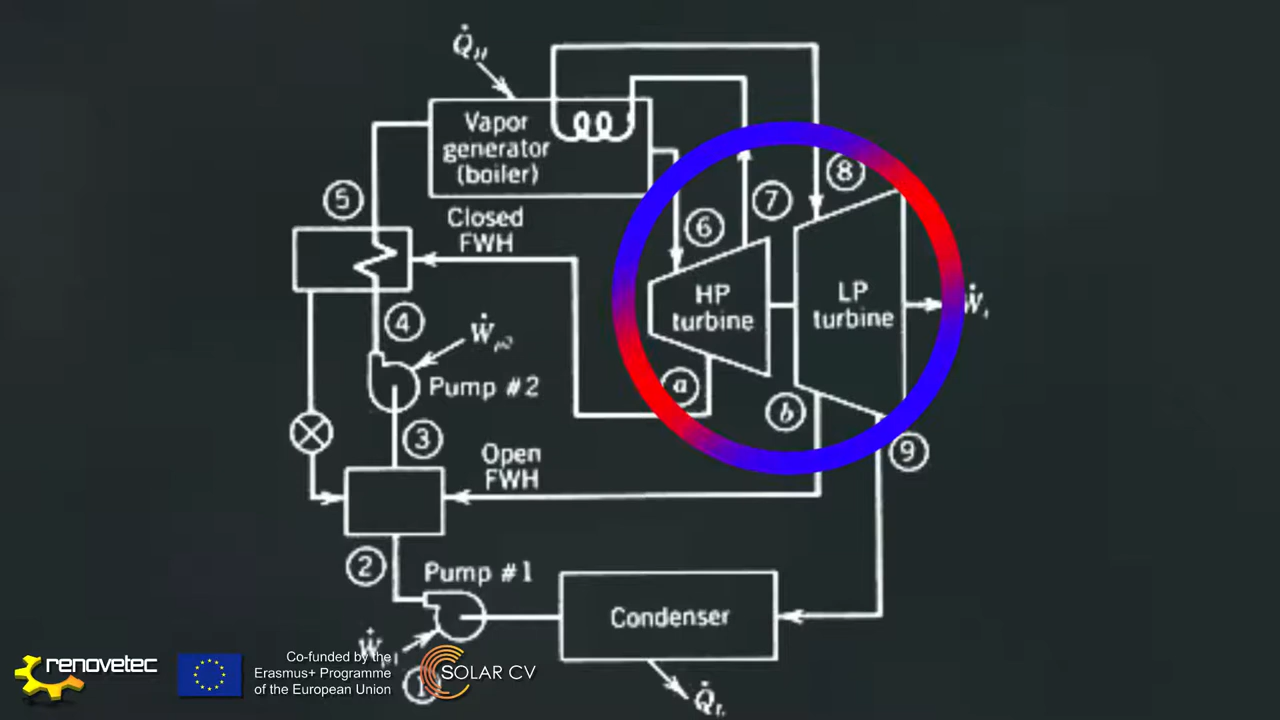 Q̇H
Vapor
generator
(boiler)
8
7
5
Closed
FWH
6
HP
turbine
LP
turbine
4
Ẇp2
a
Pump #2
b
3
9
Open
FWH
2
Pump #1
Condenser
Ẇp1
1
Q̇L
renovetec
Co-funded by the
Erasmus+ Programme
of the European Union
SOLAR CV